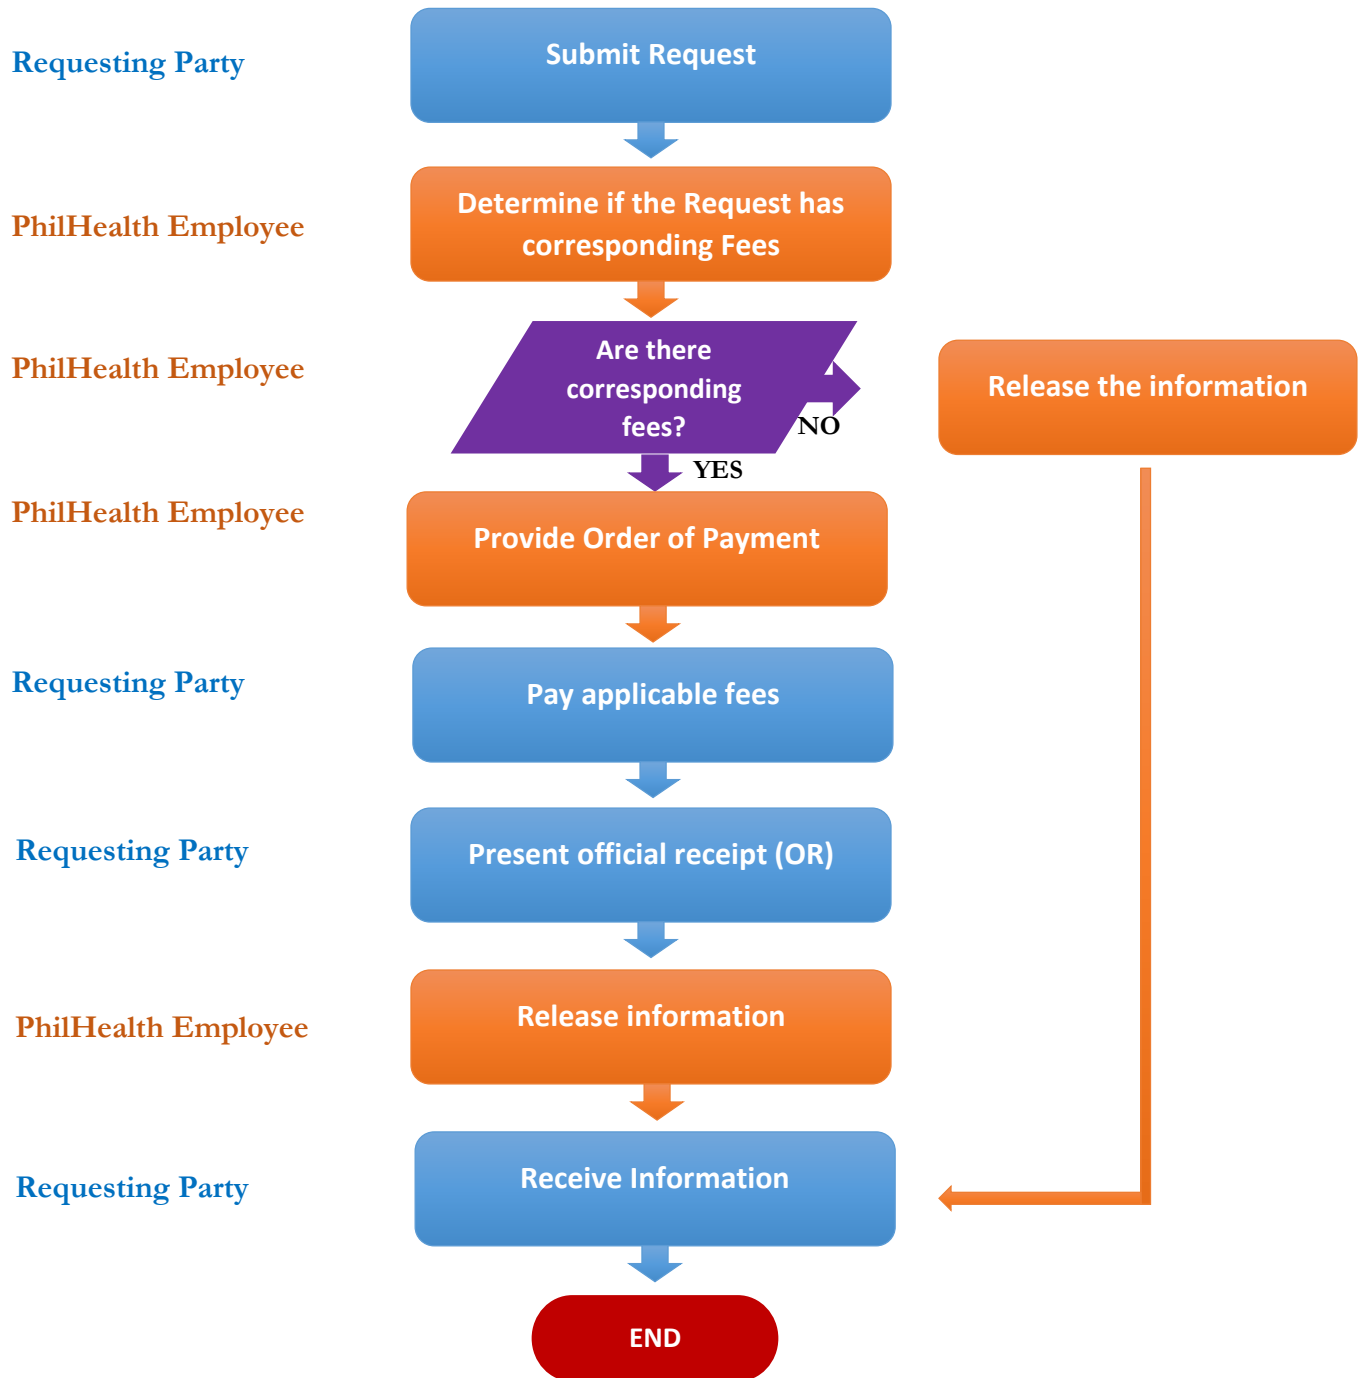 Requesting Party
Submit Request
PhilHealth Employee
Determine if the Request has
corresponding Fees
PhilHealth Employee
Are there
corresponding
fees?
NO
Release the information
YES
PhilHealth Employee
Provide Order of Payment
Requesting Party
Pay applicable fees
Requesting Party
Present official receipt (OR)
PhilHealth Employee
Release information
Requesting Party
Receive Information
END